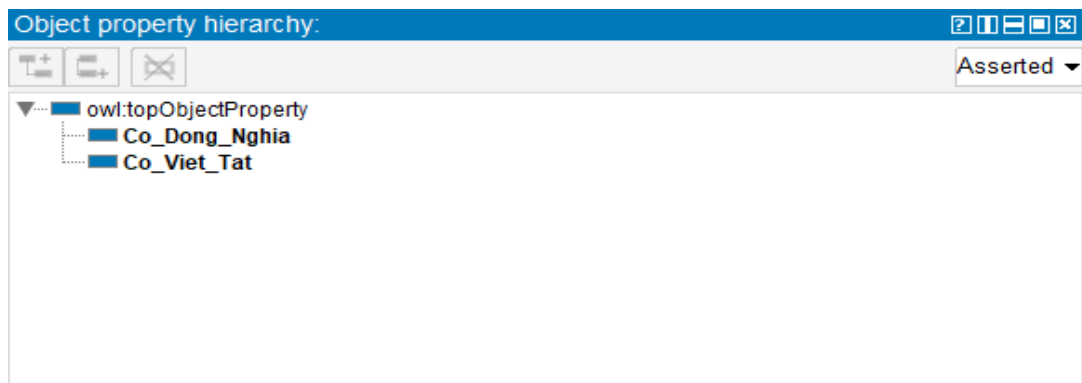 Object property hierarchy:
Asserted
owl:topObjectProperty
Co_Dong_Nghia
Co_Viet_Tat